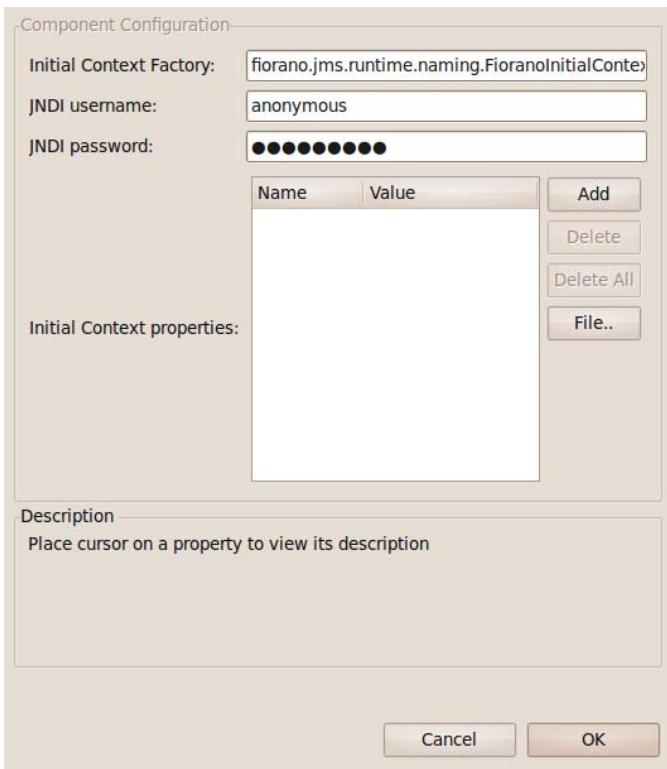 Component Configuration
Initial Context Factory: fiorano.jms.runtime.naming.FioranoInitialContex
JNDI username: anonymous
JNDI password: ●●●●●●●●●
Name Value Add
Delete
Delete All
Initial Context properties: File..
Description
Place cursor on a property to view its description
Cancel OK